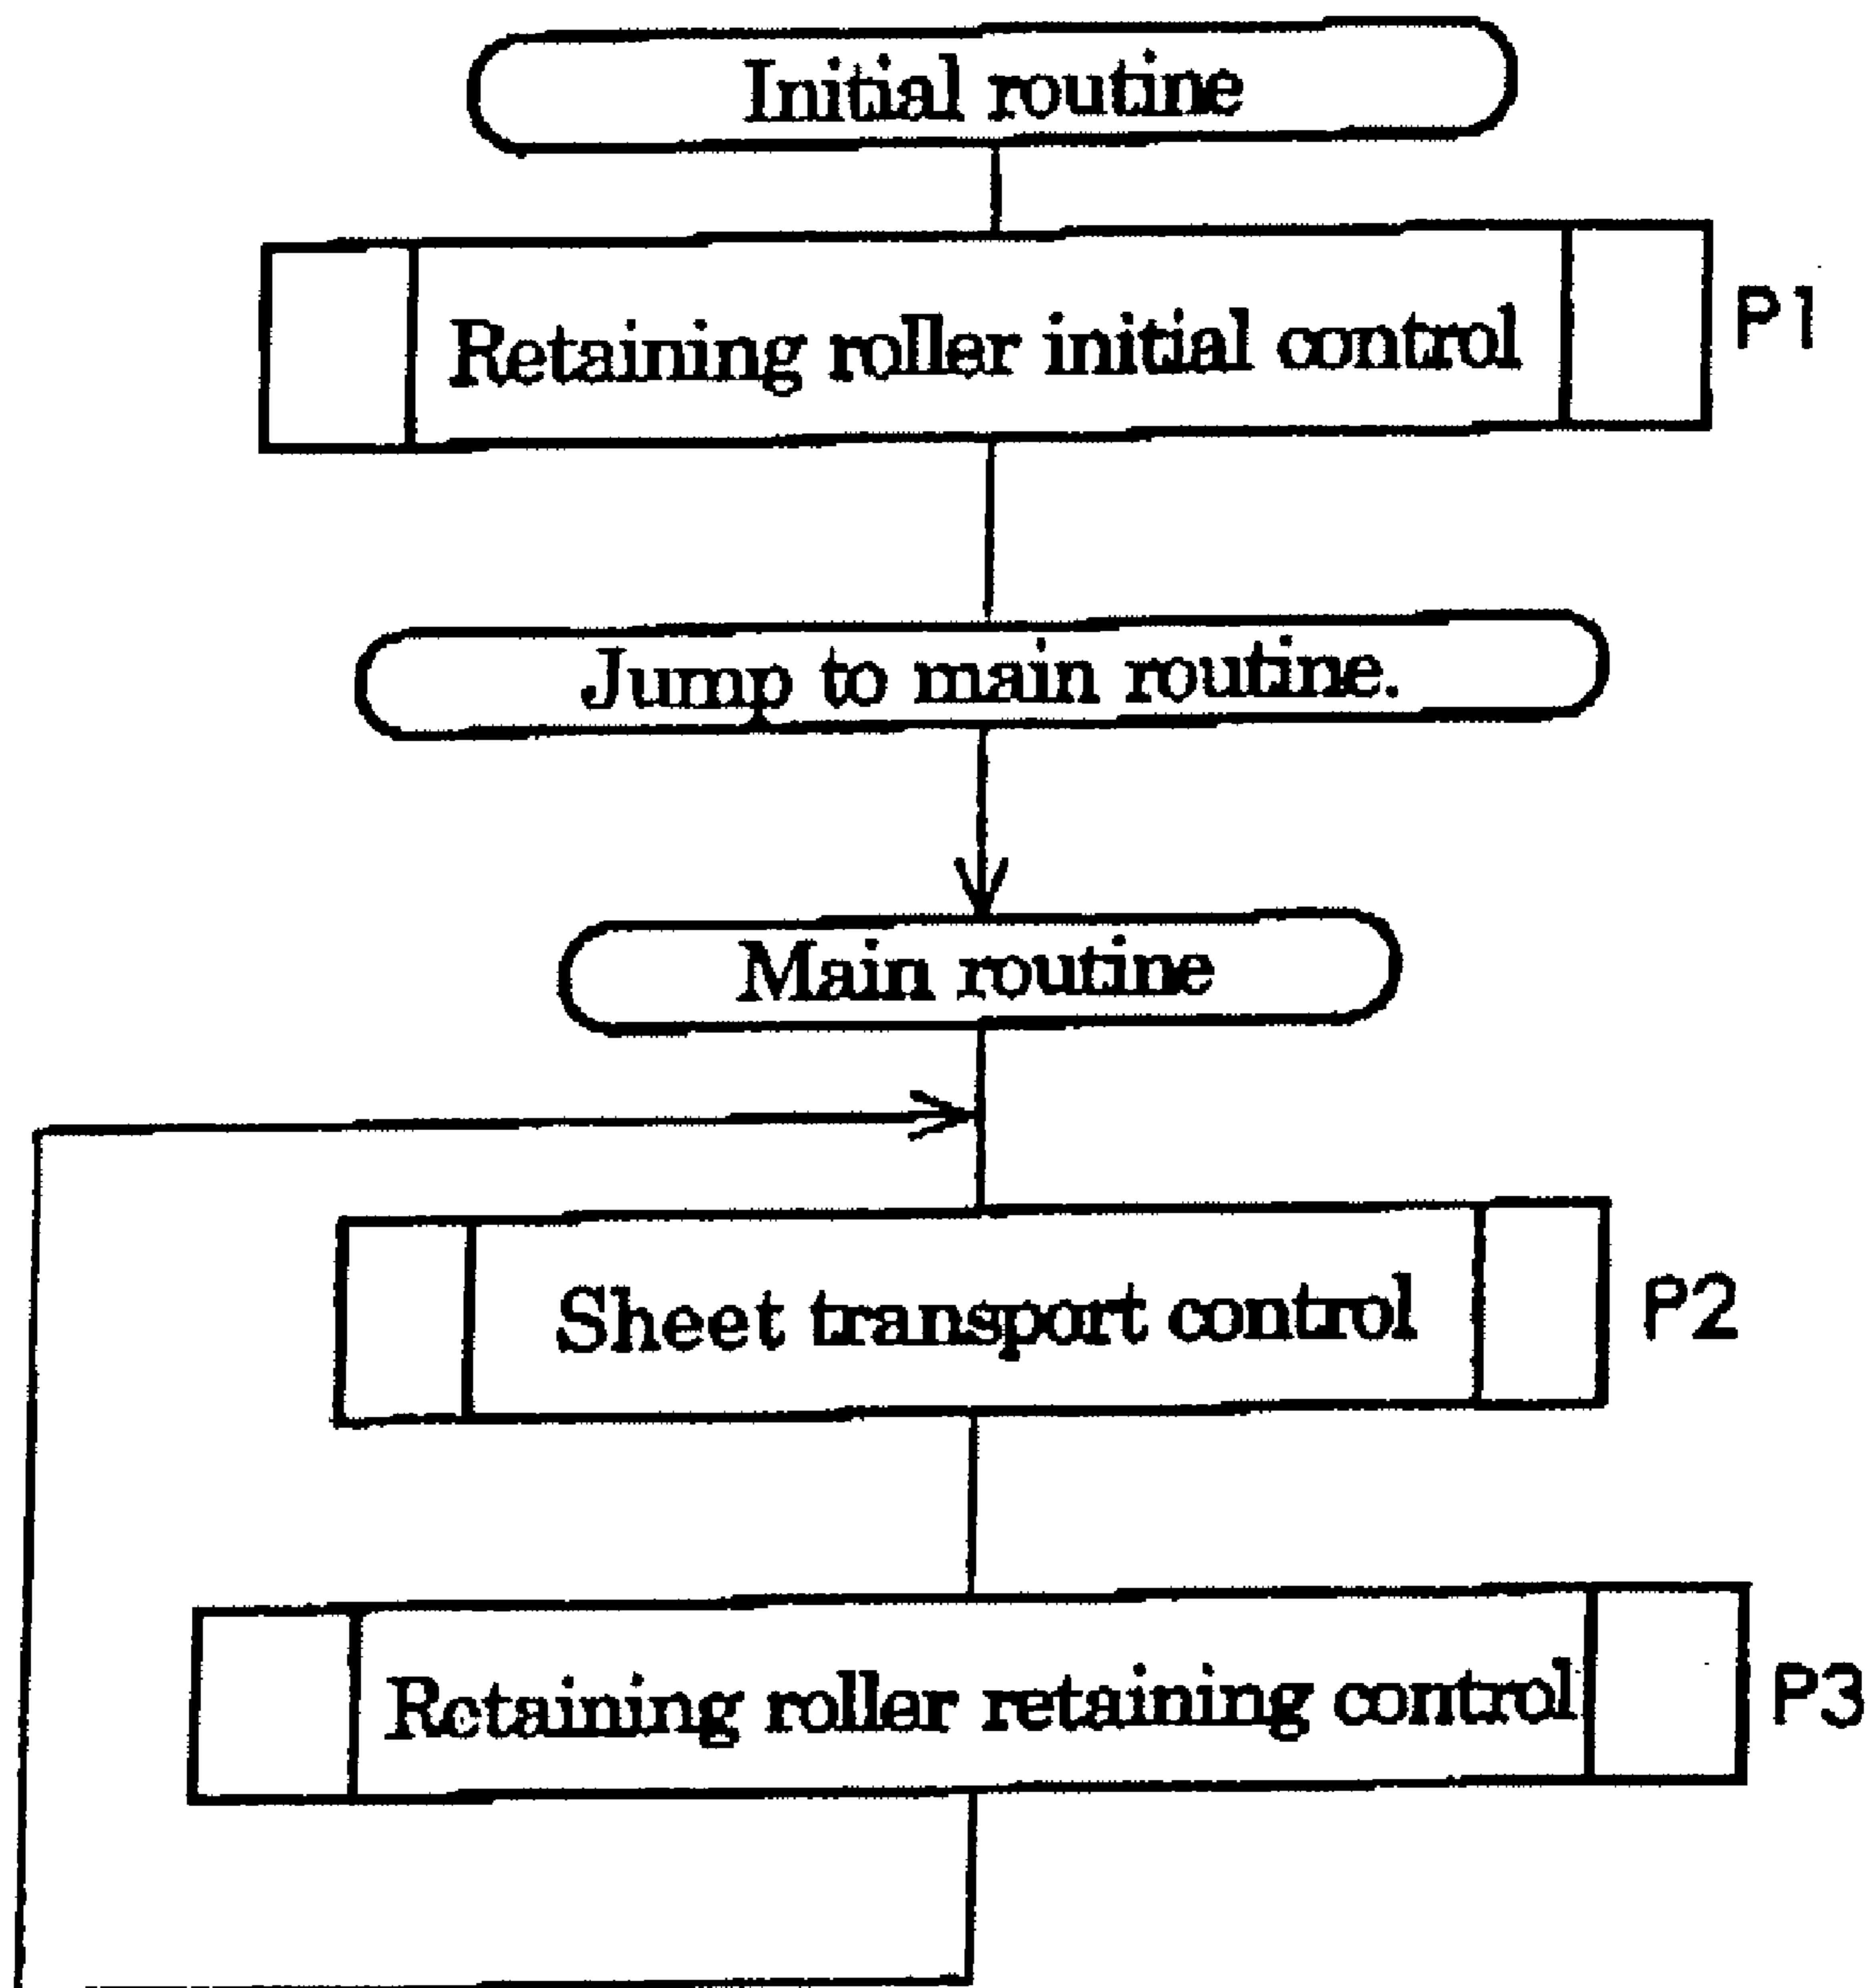 Initial routine
Retaining roller initial control
P1
Jump to main routine.
Main routine
Sheet transport control
P2
Retaining roller retaining control
P3